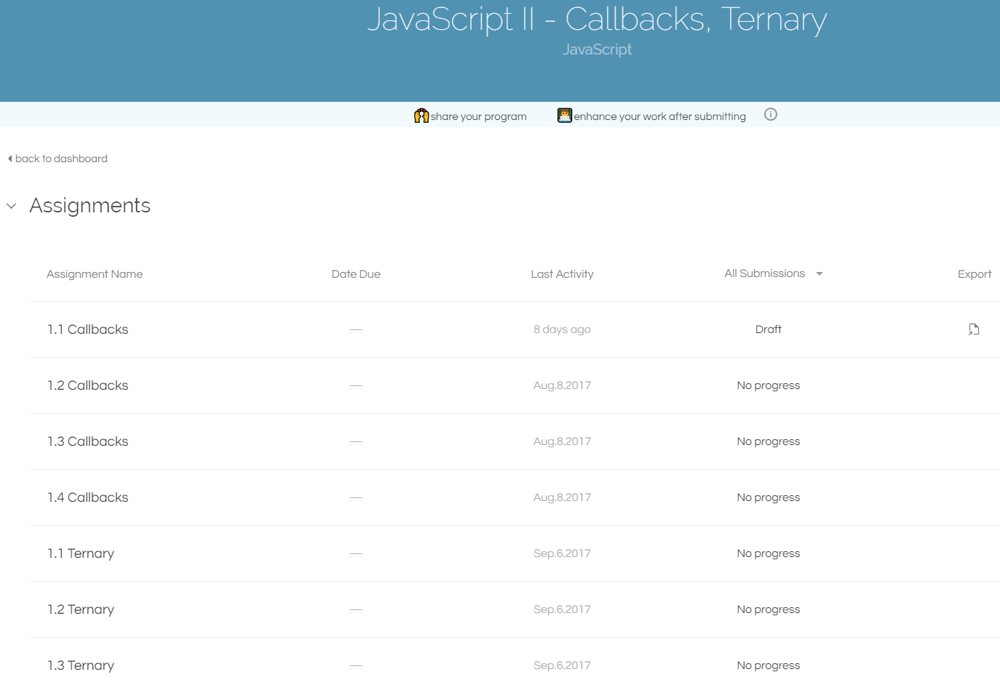 JavaScript II - Callbacks, Ternary
JavaScript
share your program enhance your work after submitting
back to dashboard
Assignments
Assignment Name Date Due Last Activity All Submissions Export
1.1 Callbacks — 8 days ago Draft
1.2 Callbacks — Aug.8.2017 No progress
1.3 Callbacks — Aug.8.2017 No progress
1.4 Callbacks — Aug.8.2017 No progress
1.1 Ternary — Sep.6.2017 No progress
1.2 Ternary — Sep.6.2017 No progress
1.3 Ternary — Sep.6.2017 No progress